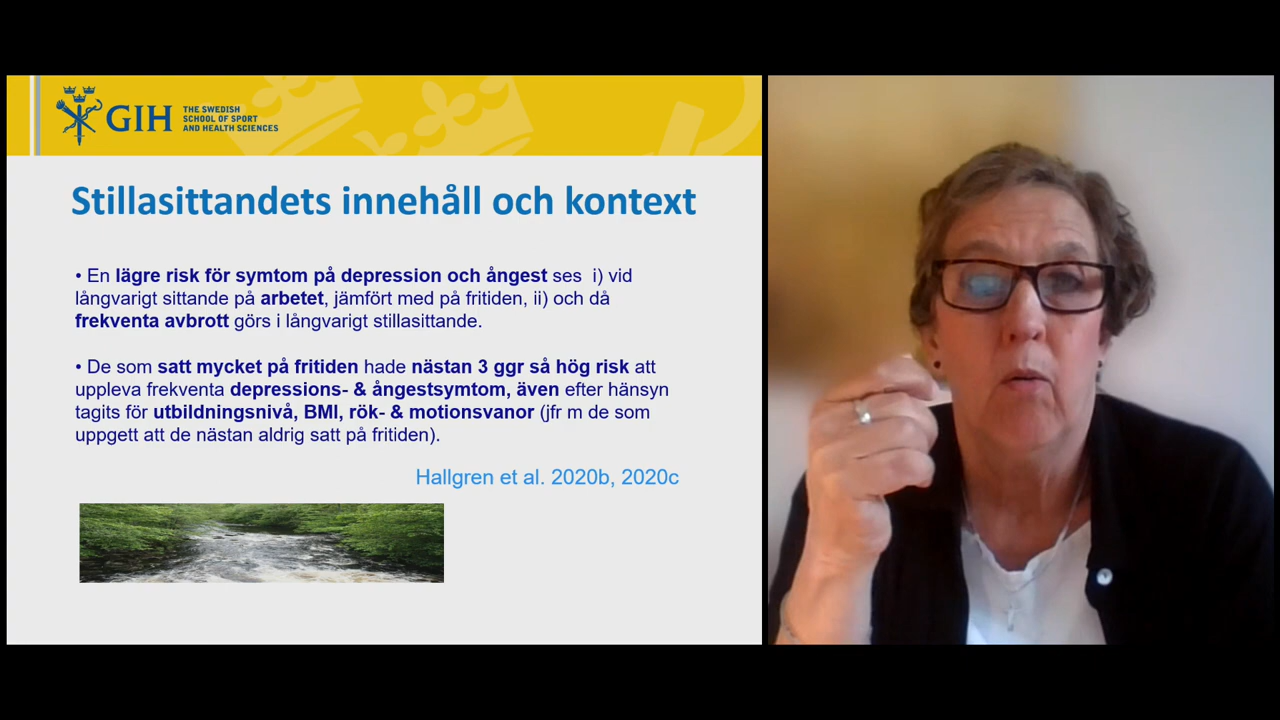 GIH
THE SWEDISH
SCHOOL OF SPORT
AND HEALTH SCIENCES
Stillasittandets innehåll och kontext
• En lägre risk för symtom på depression och ångest ses i) vid
långvarigt sittande på arbetet, jämfört med på fritiden, ii) och då
frekventa avbrott görs i långvarigt stillasittande.
• De som satt mycket på fritiden hade nästan 3 ggr så hög risk att
uppleva frekventa depressions- & ångestsymtom, även efter hänsyn
tagits för utbildningsnivå, BMI, rök- & motionsvanor (jfr m de som
uppgett att de nästan aldrig satt på fritiden).
Hallgren et al. 2020b, 2020c